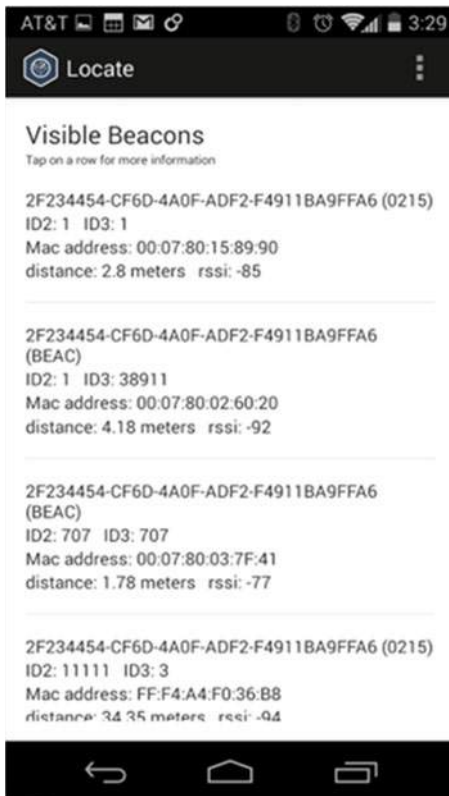 AT&T 3:29
Locate
Visible Beacons
Tap on a row for more information
2F234454-CF6D-4A0F-ADF2-F4911BA9FFA6 (0215)
ID2: 1 ID3: 1
Mac address: 00:07:80:15:89:90
distance: 2.8 meters rssi: -85
2F234454-CF6D-4A0F-ADF2-F4911BA9FFA6
(BEAC)
ID2: 1 ID3: 38911
Mac address: 00:07:80:02:60:20
distance: 4.18 meters rssi: -92
2F234454-CF6D-4A0F-ADF2-F4911BA9FFA6
(BEAC)
ID2: 707 ID3: 707
Mac address: 00:07:80:03:7F:41
distance: 1.78 meters rssi: -77
2F234454-CF6D-4A0F-ADF2-F4911BA9FFA6 (0215)
ID2: 11111 ID3: 3
Mac address: FF:F4:A4:F0:36:B8
distance: 34.35 meters rssi: -94